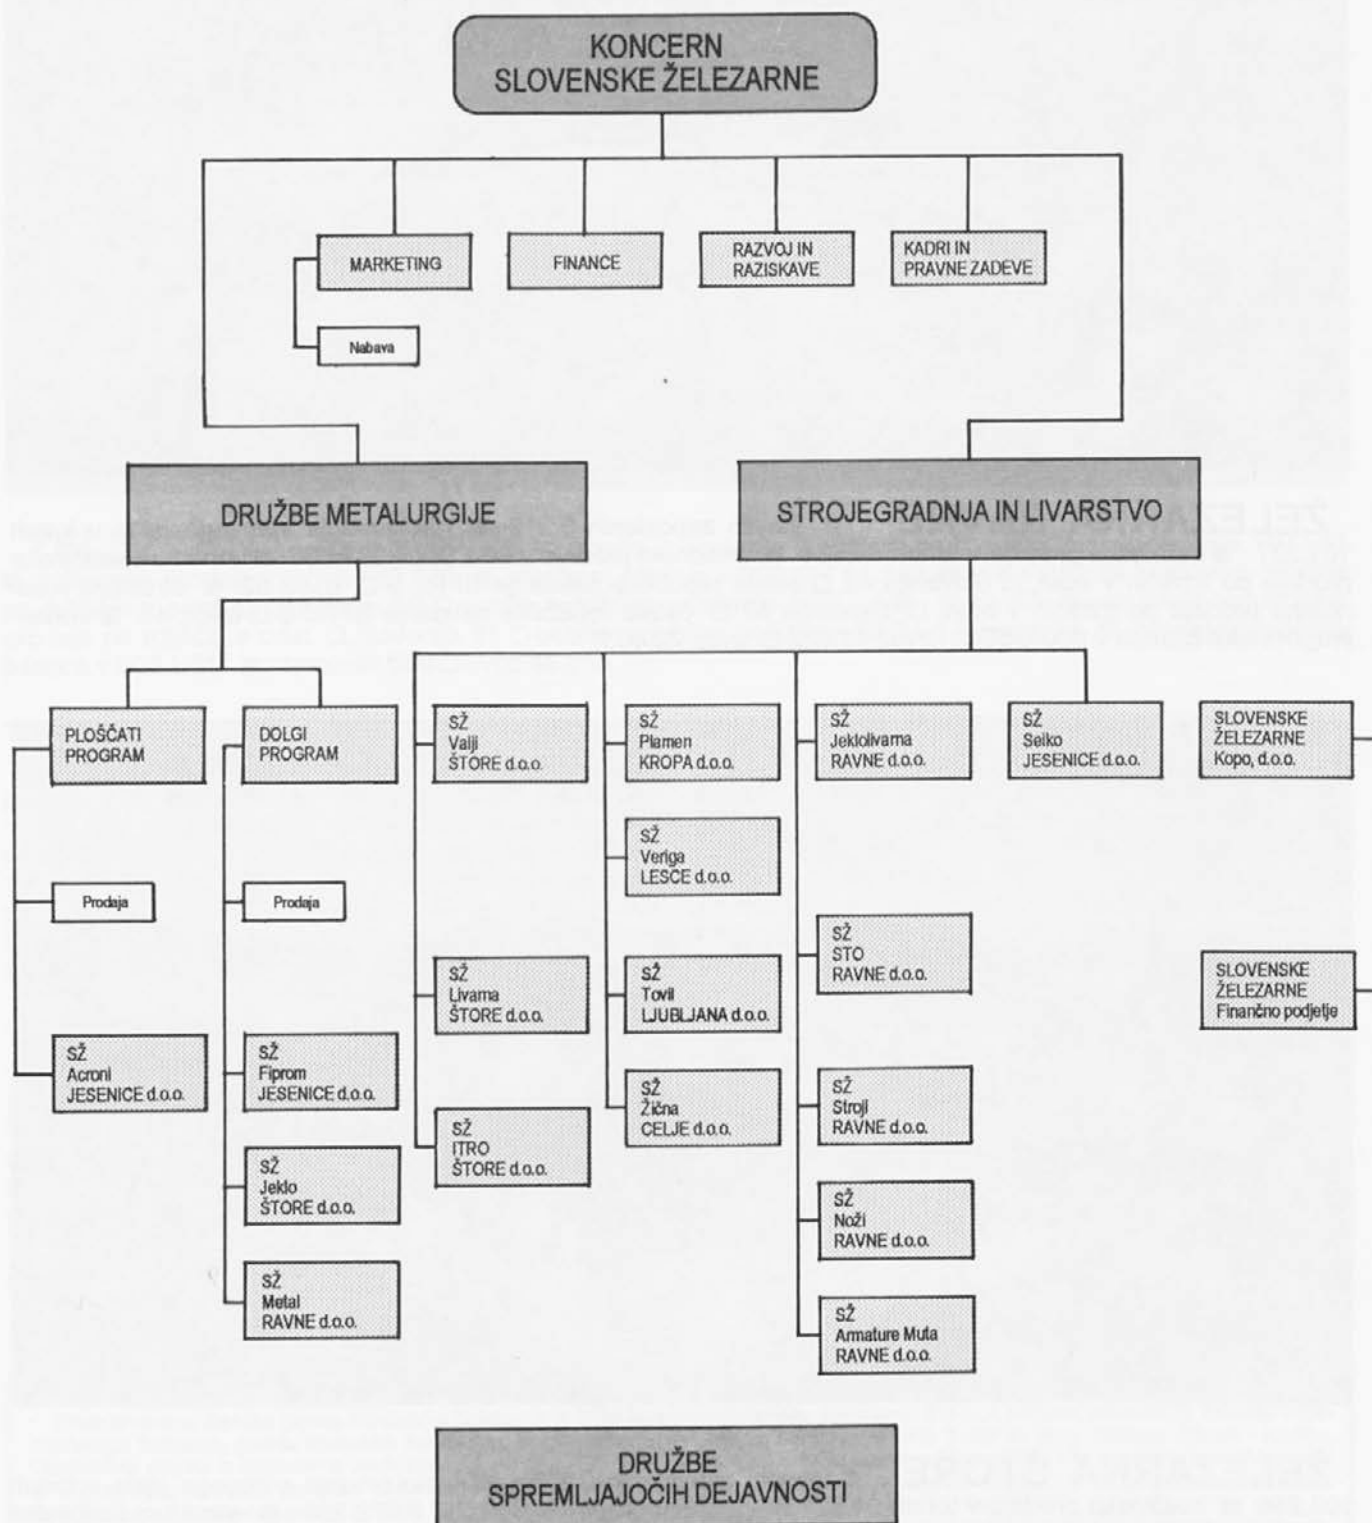 KONCERN
SLOVENSKE ŽELEZARNE
MARKETING
FINANCE
RAZVOJ IN
RAZISKAVE
KADRI IN
PRAVNE ZADEVE
Nabava
DRUŽBE METALURGIJE
STROJEGRADNJA IN LIVARSTVO
PLOŠČATI
PROGRAM
Prodaja
SŽ
Acroni
JESENICE d.o.o.
DOLGI
PROGRAM
Prodaja
SŽ
Fiprom
JESENICE d.o.o.
SŽ
Jeklo
ŠTORE d.o.o.
SŽ
Metal
RAVNE d.o.o.
SŽ
Valji
ŠTORE d.o.o.
SŽ
Livarna
ŠTORE d.o.o.
SŽ
ITRO
ŠTORE d.o.o.
SŽ
Plamen
KROPA d.o.o.
SŽ
Veriga
LESCE d.o.o.
SŽ
Tovil
LJUBLJANA d.o.o.
SŽ
Žična
CELJE d.o.o.
SŽ
Jeklolivarna
RAVNE d.o.o.
SŽ
STO
RAVNE d.o.o.
SŽ
Stroji
RAVNE d.o.o.
SŽ
Noži
RAVNE d.o.o.
SŽ
Armature Muta
RAVNE d.o.o.
SŽ
Selko
JESENICE d.o.o.
SLOVENSKE
ŽELEZARNE
Kopo, d.o.o.
SLOVENSKE
ŽELEZARNE
Finančno podjetje
DRUŽBE
SPREMLJAJOČIH DEJAVNOSTI